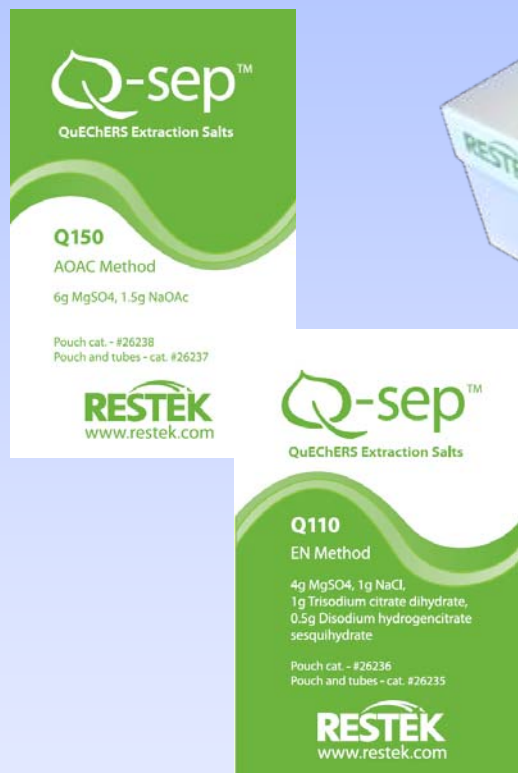 Q-sep™
QuEChERS Extraction Salts
Q150
AOAC Method
6g MgSO4, 1.5g NaOAc
Pouch cat. - #26238
Pouch and tubes - cat. #26237
RESTEK
www.restek.com
Q-sep™
QuEChERS Extraction Salts
Q110
EN Method
4g MgSO4, 1g NaCl,
1g Trisodium citrate dihydrate,
0.5g Disodium hydrogencitrate
sesquihydrate
Pouch cat. - #26236
Pouch and tubes - cat. #26235
RESTEK
www.restek.com